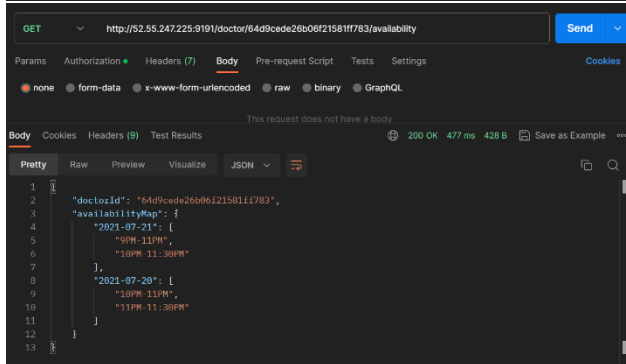 GET http://52.55.247.225:9191/doctor/64d9cede26b06f21581ff783/availability Send
Params Authorization Headers (7) Body Pre-request Script Tests Settings Cookies
none form-data x-www-form-urlencoded raw binary GraphQL
This request does not have a body
Body Cookies Headers (9) Test Results 200 OK 477 ms 428 B Save as Example
Pretty Raw Preview Visualize JSON
1 {
2 "doctorId": "64d9cede26b06f21581ff783",
3 "availabilityMap": {
4 "2021-07-21": [
5 "9PM-11PM",
6 "10PM-11:30PM"
7 ],
8 "2021-07-20": [
9 "10PM-11PM",
10 "11PM-11:30PM"
11 ]
12 }
13 }